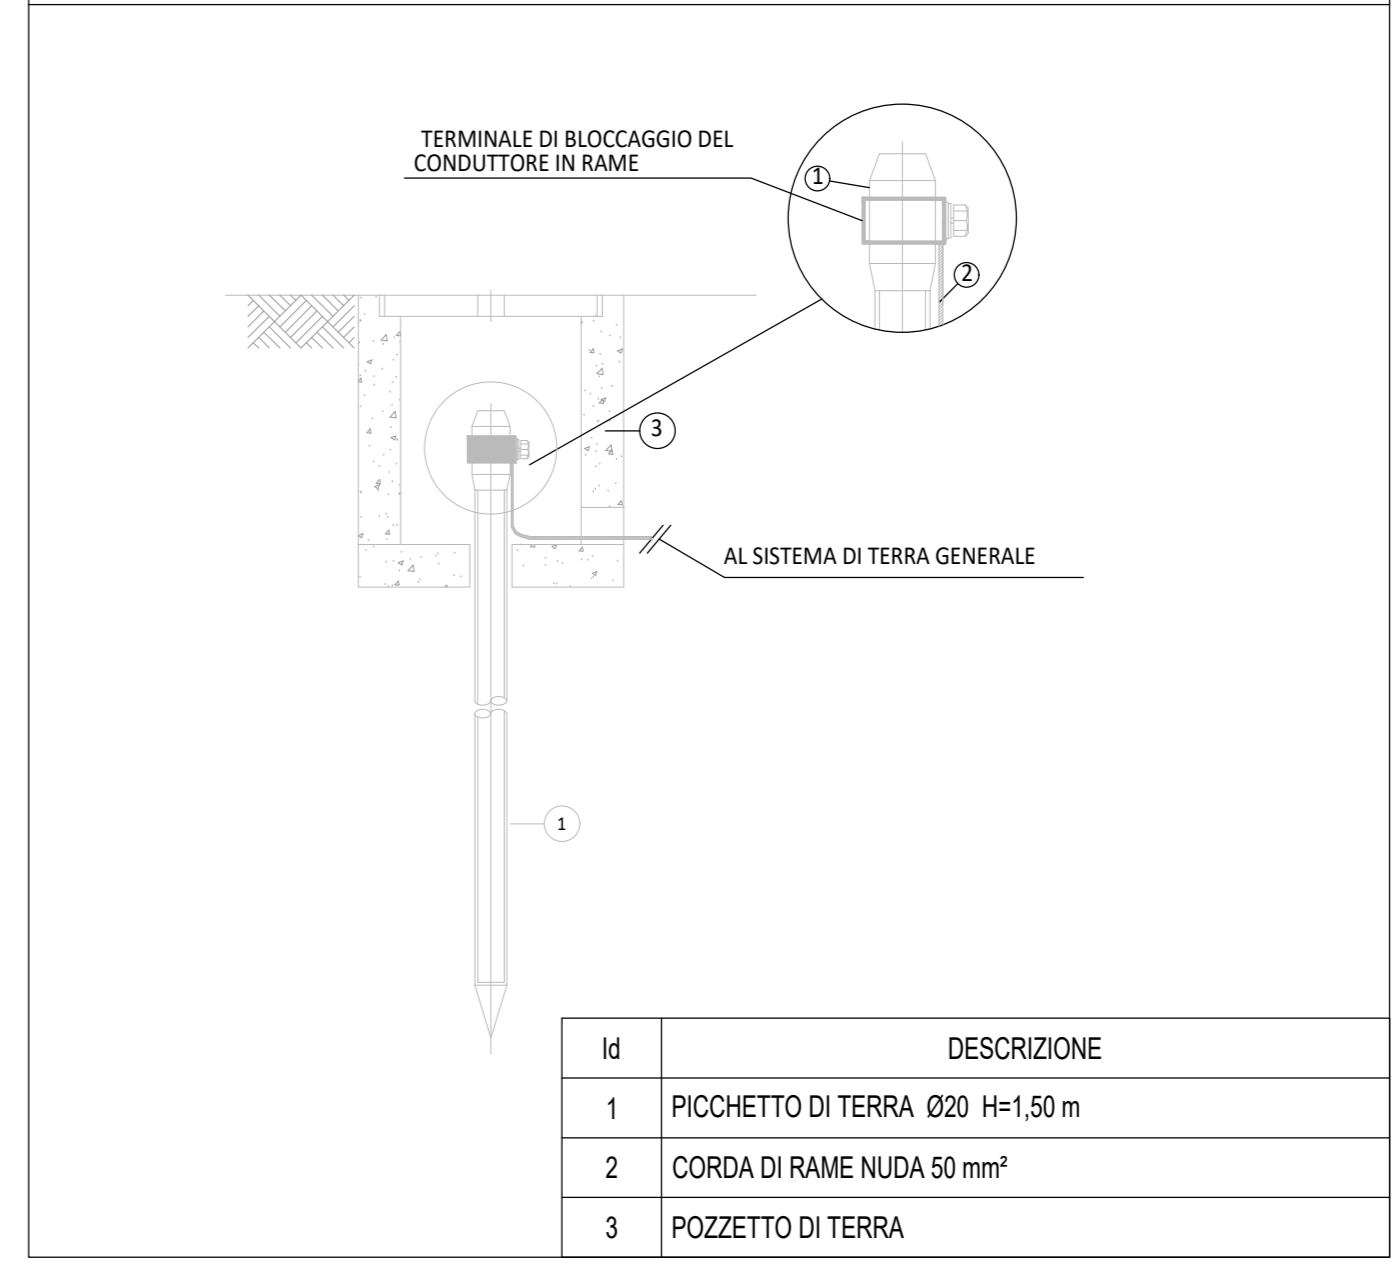 TERMINALE DI BLOCCAGGIO DEL
CONDUTTORE IN RAME
1
2
3
AL SISTEMA DI TERRA GENERALE
1
Id DESCRIZIONE
1 PICCHETTO DI TERRA Ø20 H=1,50 m
2 CORDA DI RAME NUDA 50 mm²
3 POZZETTO DI TERRA